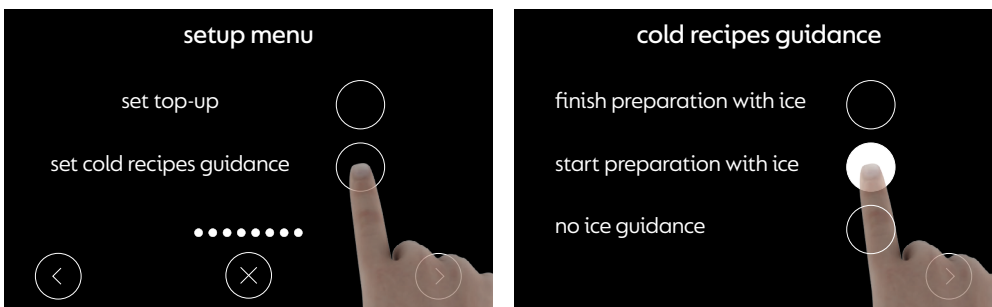 setup menu
set top-up
set cold recipes guidance
cold recipes guidance
finish preparation with ice
start preparation with ice
no ice guidance